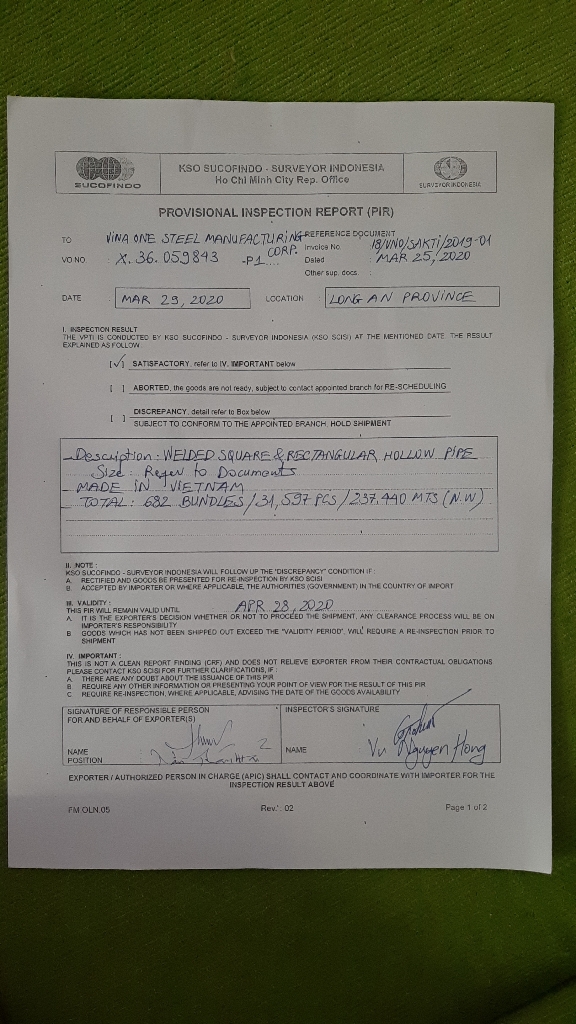 SUCOFINDO
KSO SUCOFINDO - SURVEYOR INDONESIA
Ho Chi Minh City Rep. Office
SURVEYOR INDONESIA
PROVISIONAL INSPECTION REPORT (PIR)
TO VINA ONE STEEL MANUFACTURING CORP.
REFERENCE DOCUMENT
Invoice No. 18/VNO/SAKTI/2019-01
VO NO : X.36.059843 -P1....
Dated : MAR 25, 2020
Other sup. docs. :
DATE MAR 29, 2020 LOCATION LONG AN PROVINCE
I. INSPECTION RESULT
THE VPTI IS CONDUCTED BY KSO SUCOFINDO - SURVEYOR INDONESIA (KSO SCISI) AT THE MENTIONED DATE. THE RESULT
EXPLAINED AS FOLLOW:
[✓] SATISFACTORY, refer to IV. IMPORTANT below
[ ] ABORTED, the goods are not ready, subject to contact appointed branch for RE-SCHEDULING
[ ] DISCREPANCY, detail refer to Box below
SUBJECT TO CONFORM TO THE APPOINTED BRANCH, HOLD SHIPMENT
- Description: WELDED SQUARE & RECTANGULAR HOLLOW PIPE
Size: Refer to Documents
- MADE IN VIETNAM
- TOTAL: 682 BUNDLES/31,597 PCS/237.440 MTS (N.W)
II. NOTE :
KSO SUCOFINDO - SURVEYOR INDONESIA WILL FOLLOW UP THE "DISCREPANCY" CONDITION IF :
A. RECTIFIED AND GOODS BE PRESENTED FOR RE-INSPECTION BY KSO SCISI
B. ACCEPTED BY IMPORTER OR WHERE APPLICABLE, THE AUTHORITIES (GOVERNMENT) IN THE COUNTRY OF IMPORT
III. VALIDITY :
THIS PIR WILL REMAIN VALID UNTIL APR 28, 2020
A. IT IS THE EXPORTER'S DECISION WHETHER OR NOT TO PROCEED THE SHIPMENT, ANY CLEARANCE PROCESS WILL BE ON
IMPORTER'S RESPONSIBILITY
B GOODS WHICH HAS NOT BEEN SHIPPED OUT EXCEED THE "VALIDITY PERIOD", WILL REQUIRE A RE-INSPECTION PRIOR TO
SHIPMENT
IV. IMPORTANT :
THIS IS NOT A CLEAN REPORT FINDING (CRF) AND DOES NOT RELIEVE EXPORTER FROM THEIR CONTRACTUAL OBLIGATIONS
PLEASE CONTACT KSO SCISI FOR FURTHER CLARIFICATIONS, IF :
A THERE ARE ANY DOUBT ABOUT THE ISSUANCE OF THIS PIR
B REQUIRE ANY OTHER INFORMATION OR PRESENTING YOUR POINT OF VIEW FOR THE RESULT OF THIS PIR
C REQUIRE RE-INSPECTION, WHERE APPLICABLE, ADVISING THE DATE OF THE GOODS AVAILABILITY
SIGNATURE OF RESPONSIBLE PERSON
FOR AND BEHALF OF EXPORTER(S)
NAME
POSITION
INSPECTOR'S SIGNATURE
NAME Vu Nguyen Hong
EXPORTER / AUTHORIZED PERSON IN CHARGE (APIC) SHALL CONTACT AND COORDINATE WITH IMPORTER FOR THE
INSPECTION RESULT ABOVE
FM.OLN.05 Rev.: 02 Page 1 of 2